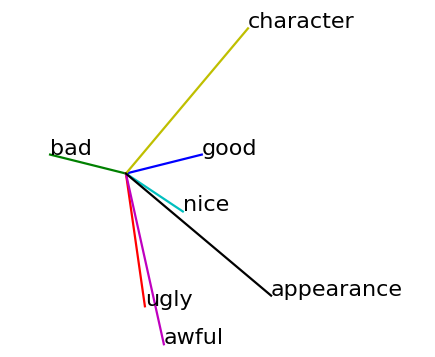 character
bad
good
nice
appearance
ugly
awful